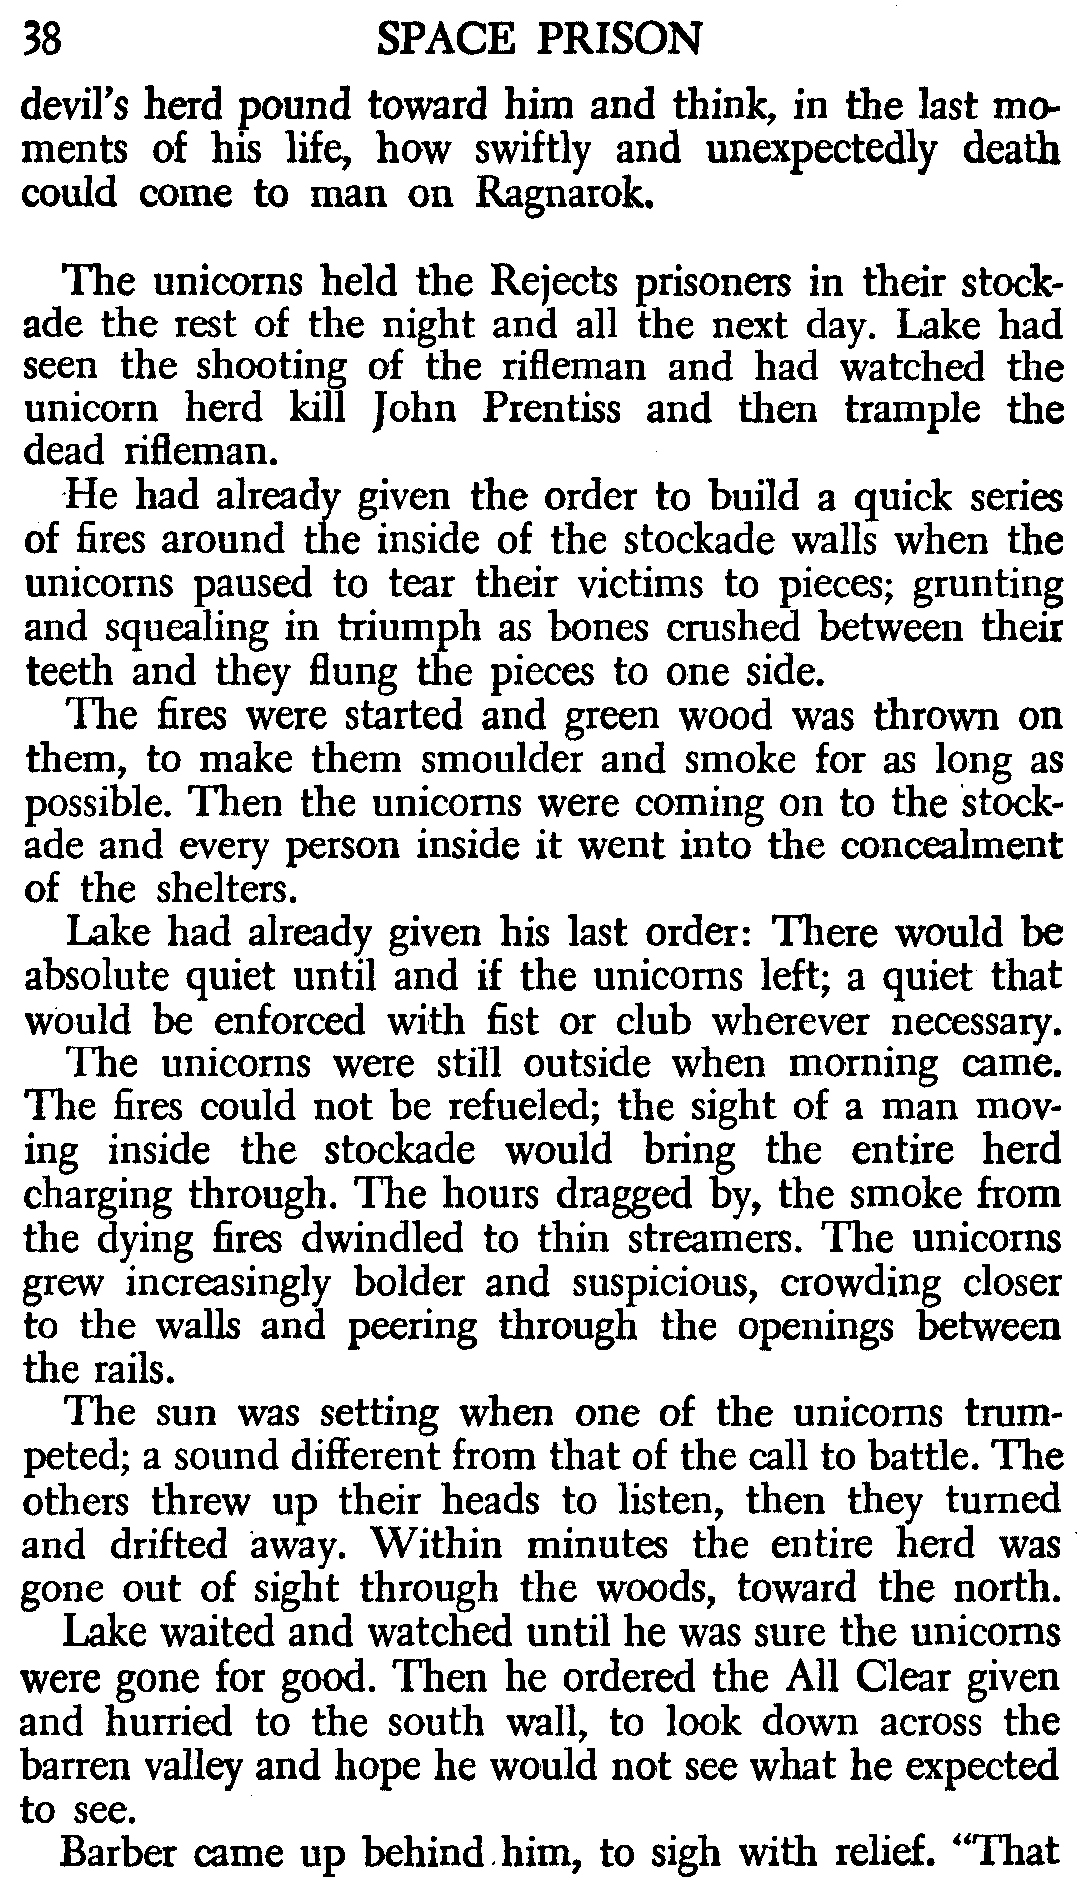 38 SPACE PRISON
devil's herd pound toward him and think, in the last mo-
ments of his life, how swiftly and unexpectedly death
could come to man on Ragnarok.
The unicorns held the Rejects prisoners in their stock-
ade the rest of the night and all the next day. Lake had
seen the shooting of the rifleman and had watched the
unicorn herd kill John Prentiss and then trample the
dead rifleman.
He had already given the order to build a quick series
of fires around the inside of the stockade walls when the
unicorns paused to tear their victims to pieces; grunting
and squealing in triumph as bones crushed between their
teeth and they flung the pieces to one side.
The fires were started and green wood was thrown on
them, to make them smoulder and smoke for as long as
possible. Then the unicorns were coming on to the stock-
ade and every person inside it went into the concealment
of the shelters.
Lake had already given his last order: There would be
absolute quiet until and if the unicorns left; a quiet that
would be enforced with fist or club wherever necessary.
The unicorns were still outside when morning came.
The fires could not be refueled; the sight of a man mov-
ing inside the stockade would bring the entire herd
charging through. The hours dragged by, the smoke from
the dying fires dwindled to thin streamers. The unicorns
grew increasingly bolder and suspicious, crowding closer
to the walls and peering through the openings between
the rails.
The sun was setting when one of the unicorns trum-
peted; a sound different from that of the call to battle. The
others threw up their heads to listen, then they turned
and drifted away. Within minutes the entire herd was
gone out of sight through the woods, toward the north.
Lake waited and watched until he was sure the unicorns
were gone for good. Then he ordered the All Clear given
and hurried to the south wall, to look down across the
barren valley and hope he would not see what he expected
to see.
Barber came up behind him, to sigh with relief. "That